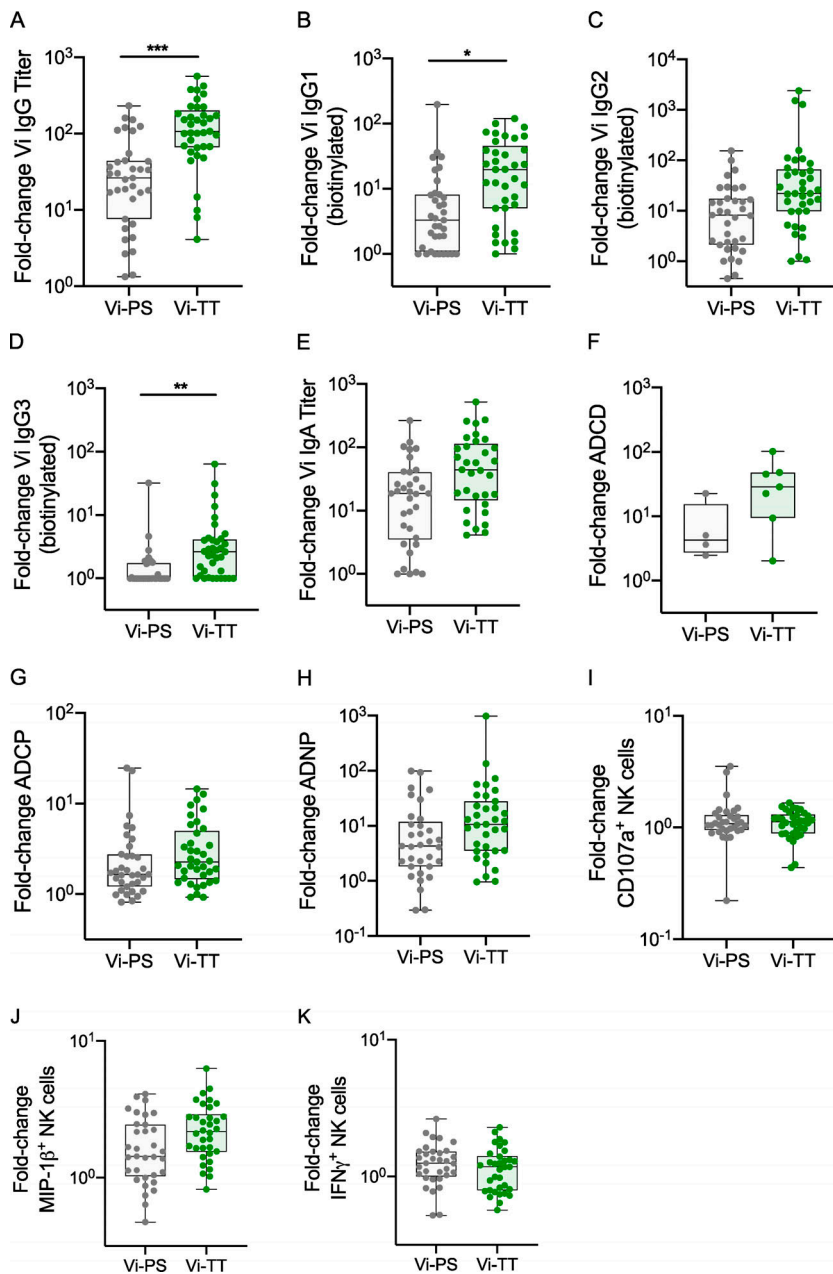 A
Fold-change Vi IgG Titer
10³
10²
10¹
10⁰
***
Vi-PS
Vi-TT
B
Fold-change Vi IgG1
(biotinylated)
10³
10²
10¹
10⁰
*
Vi-PS
Vi-TT
C
Fold-change Vi IgG2
(biotinylated)
10⁴
10³
10²
10¹
10⁰
Vi-PS
Vi-TT
D
Fold-change Vi IgG3
(biotinylated)
10³
10²
10¹
10⁰
**
Vi-PS
Vi-TT
E
Fold-change Vi IgA Titer
10³
10²
10¹
10⁰
Vi-PS
Vi-TT
F
Fold-change ADCD
10³
10²
10¹
10⁰
Vi-PS
Vi-TT
G
Fold-change ADCP
10²
10¹
10⁰
Vi-PS
Vi-TT
H
Fold-change ADNP
10³
10²
10¹
10⁰
10⁻¹
Vi-PS
Vi-TT
I
Fold-change
CD107a⁺ NK cells
10¹
10⁰
10⁻¹
Vi-PS
Vi-TT
J
Fold-change
MIP-1β⁺ NK cells
10¹
10⁰
Vi-PS
Vi-TT
K
Fold-change
IFNγ⁺ NK cells
10¹
10⁰
Vi-PS
Vi-TT